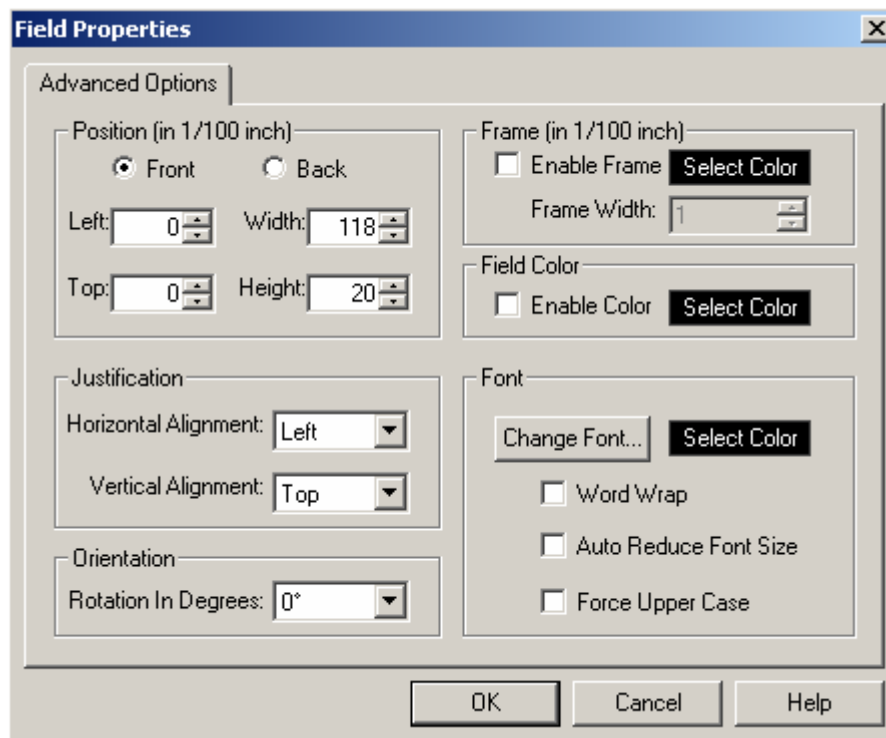 Field Properties
Advanced Options
Position (in 1/100 inch)
Front Back
Left: 0 Width: 118
Top: 0 Height: 20
Frame (in 1/100 inch)
Enable Frame Select Color
Frame Width: 1
Field Color
Enable Color Select Color
Justification
Horizontal Alignment: Left
Vertical Alignment: Top
Orientation
Rotation In Degrees: 0°
Font
Change Font... Select Color
Word Wrap
Auto Reduce Font Size
Force Upper Case
OK Cancel Help